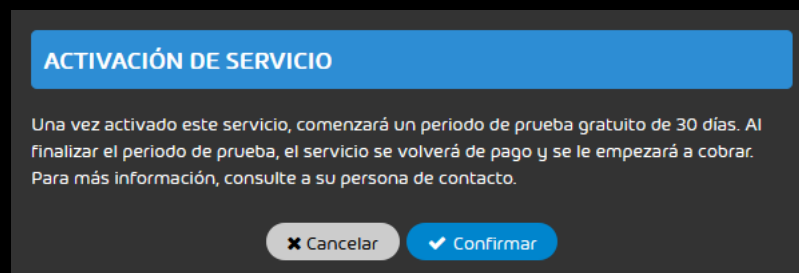 ACTIVACIÓN DE SERVICIO
Una vez activado este servicio, comenzará un periodo de prueba gratuito de 30 días. Al
finalizar el periodo de prueba, el servicio se volverá de pago y se le empezará a cobrar.
Para más información, consulte a su persona de contacto.
Cancelar
Confirmar